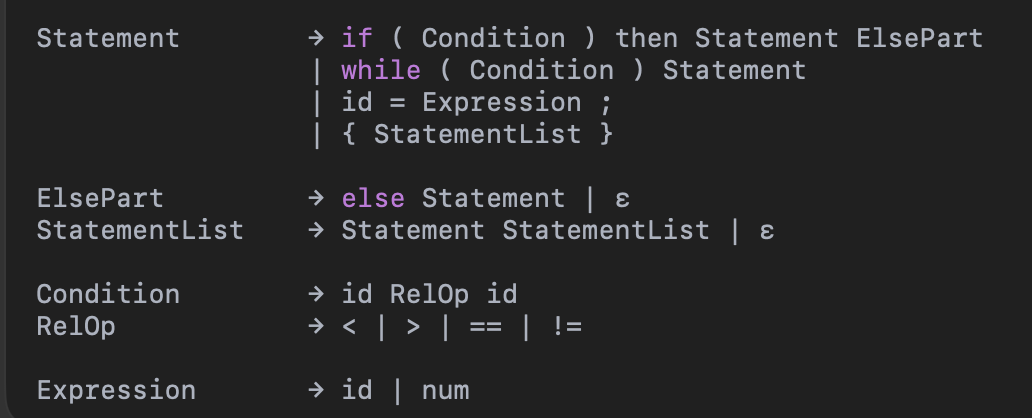 Statement → if ( Condition ) then Statement ElsePart
| while ( Condition ) Statement
| id = Expression ;
| { StatementList }
ElsePart → else Statement | ε
StatementList → Statement StatementList | ε
Condition → id RelOp id
RelOp → < | > | == | !=
Expression → id | num